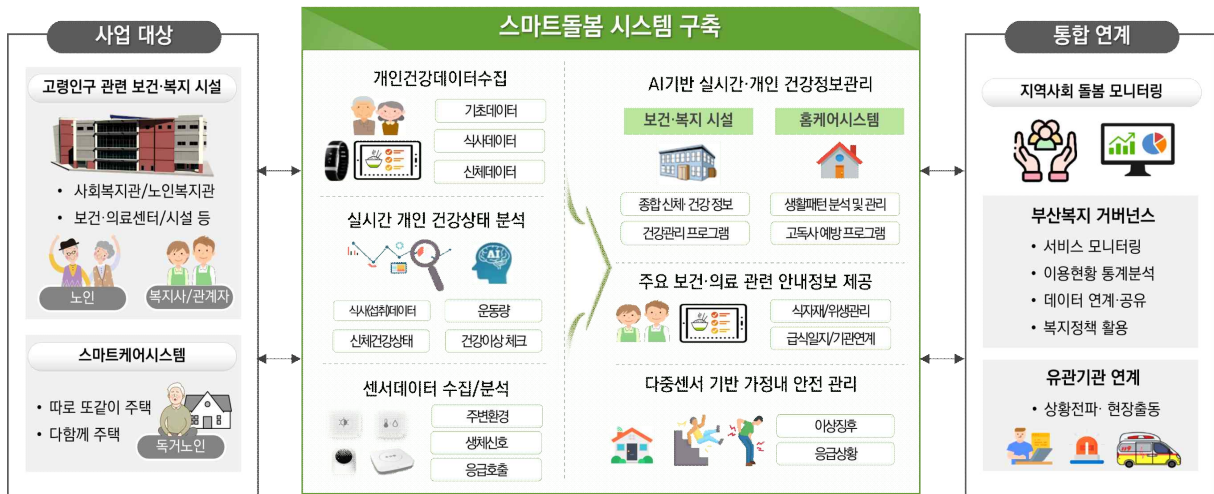 사업 대상
고령인구 관련 보건·복지 시설
• 사회복지관/노인복지관
• 보건·의료센터/시설 등
노인
복지사/관계자
스마트케어시스템
• 따로 또같이 주택
• 다함께 주택
독거노인
스마트돌봄 시스템 구축
개인건강데이터수집
기초데이터
식사데이터
신체데이터
실시간 개인 건강상태 분석
AI
식사(섭취)데이터
운동량
신체건강상태
건강이상 체크
센서데이터 수집/분석
주변환경
생체신호
응급호출
AI기반 실시간·개인 건강정보관리
보건·복지 시설
홈케어시스템
종합 신체· 건강 정보
생활패턴 분석 및 관리
건강관리 프로그램
고독사 예방 프로그램
주요 보건·의료 관련 안내정보 제공
식자재/위생관리
급식일지/기관연계
다중센서 기반 가정내 안전 관리
이상징후
응급상황
통합 연계
지역사회 돌봄 모니터링
부산복지 거버넌스
• 서비스 모니터링
• 이용현황 통계분석
• 데이터 연계·공유
• 복지정책 활용
유관기관 연계
• 상황전파· 현장출동